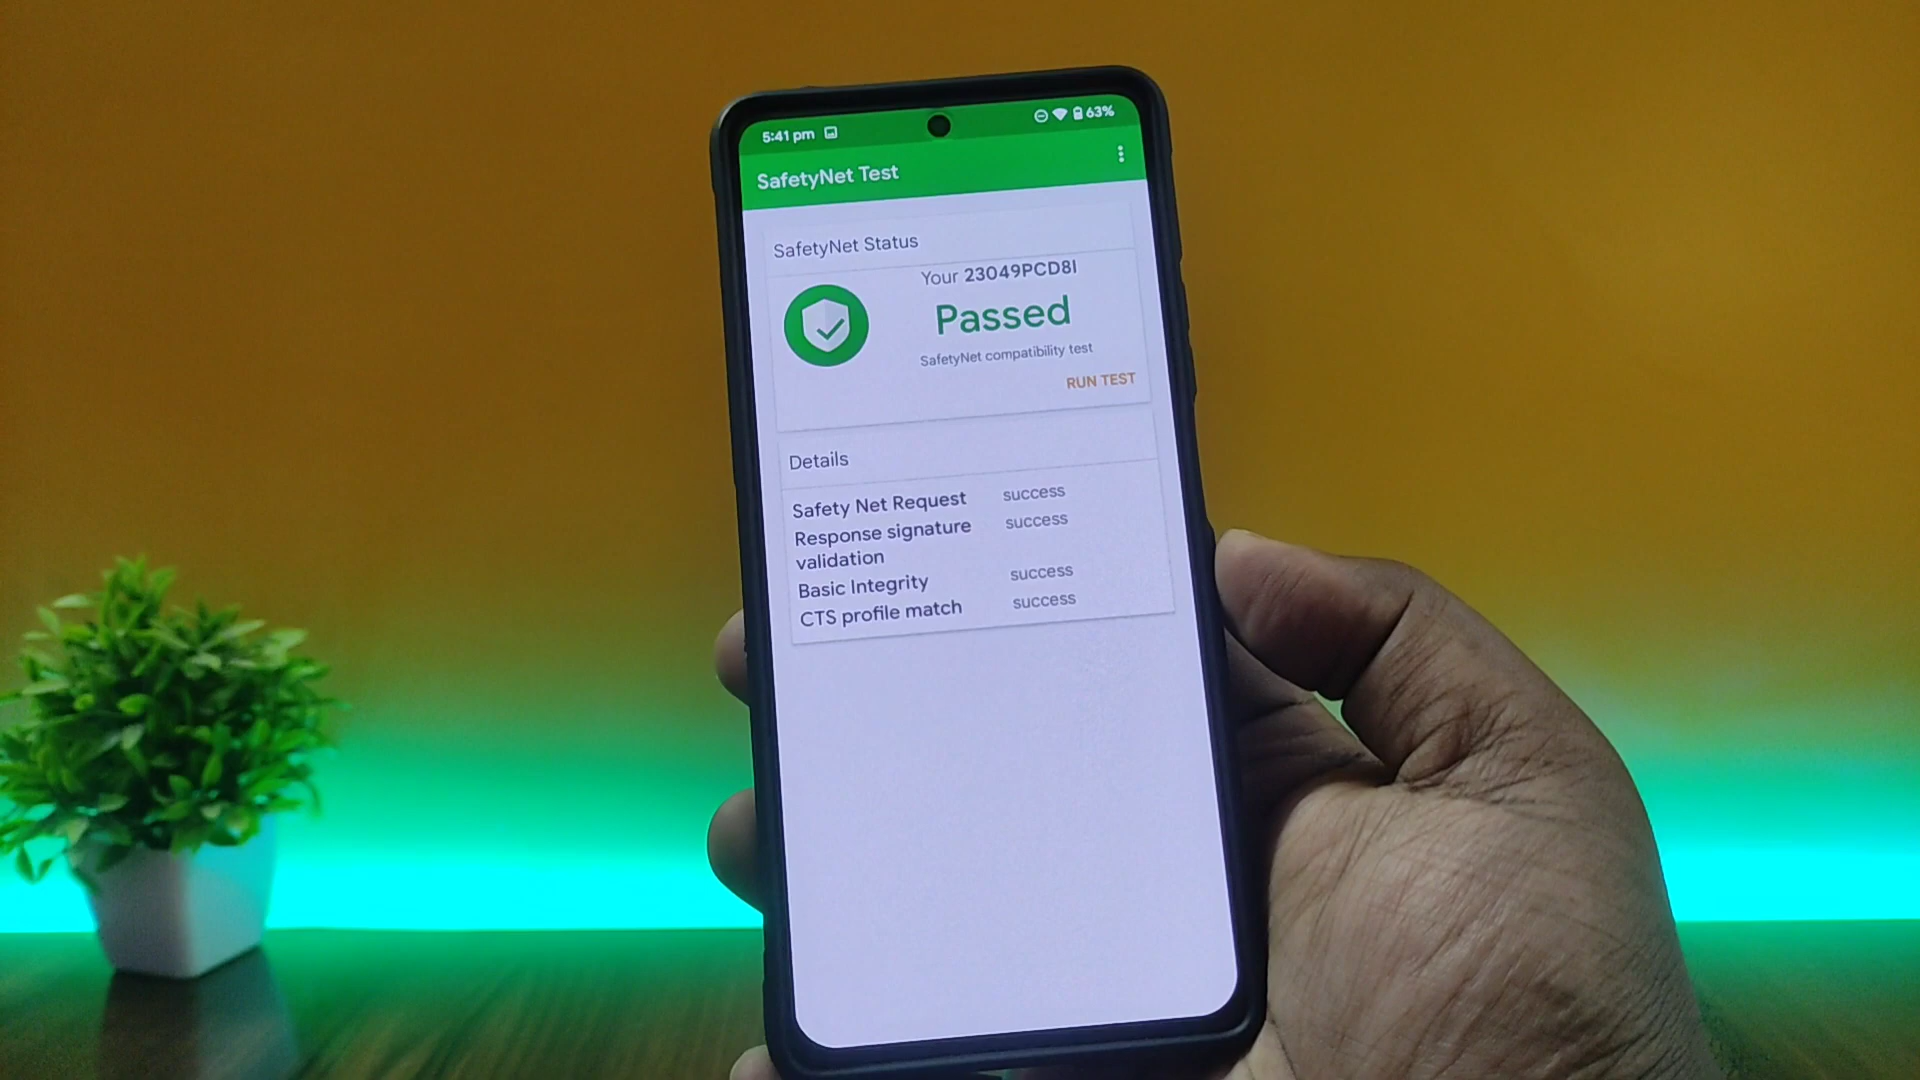 5:41 pm 63%
SafetyNet Test
SafetyNet Status
Your 23049PCD8I
Passed
SafetyNet compatibility test
RUN TEST
Details
Safety Net Request success
Response signature success
validation
Basic Integrity success
CTS profile match success